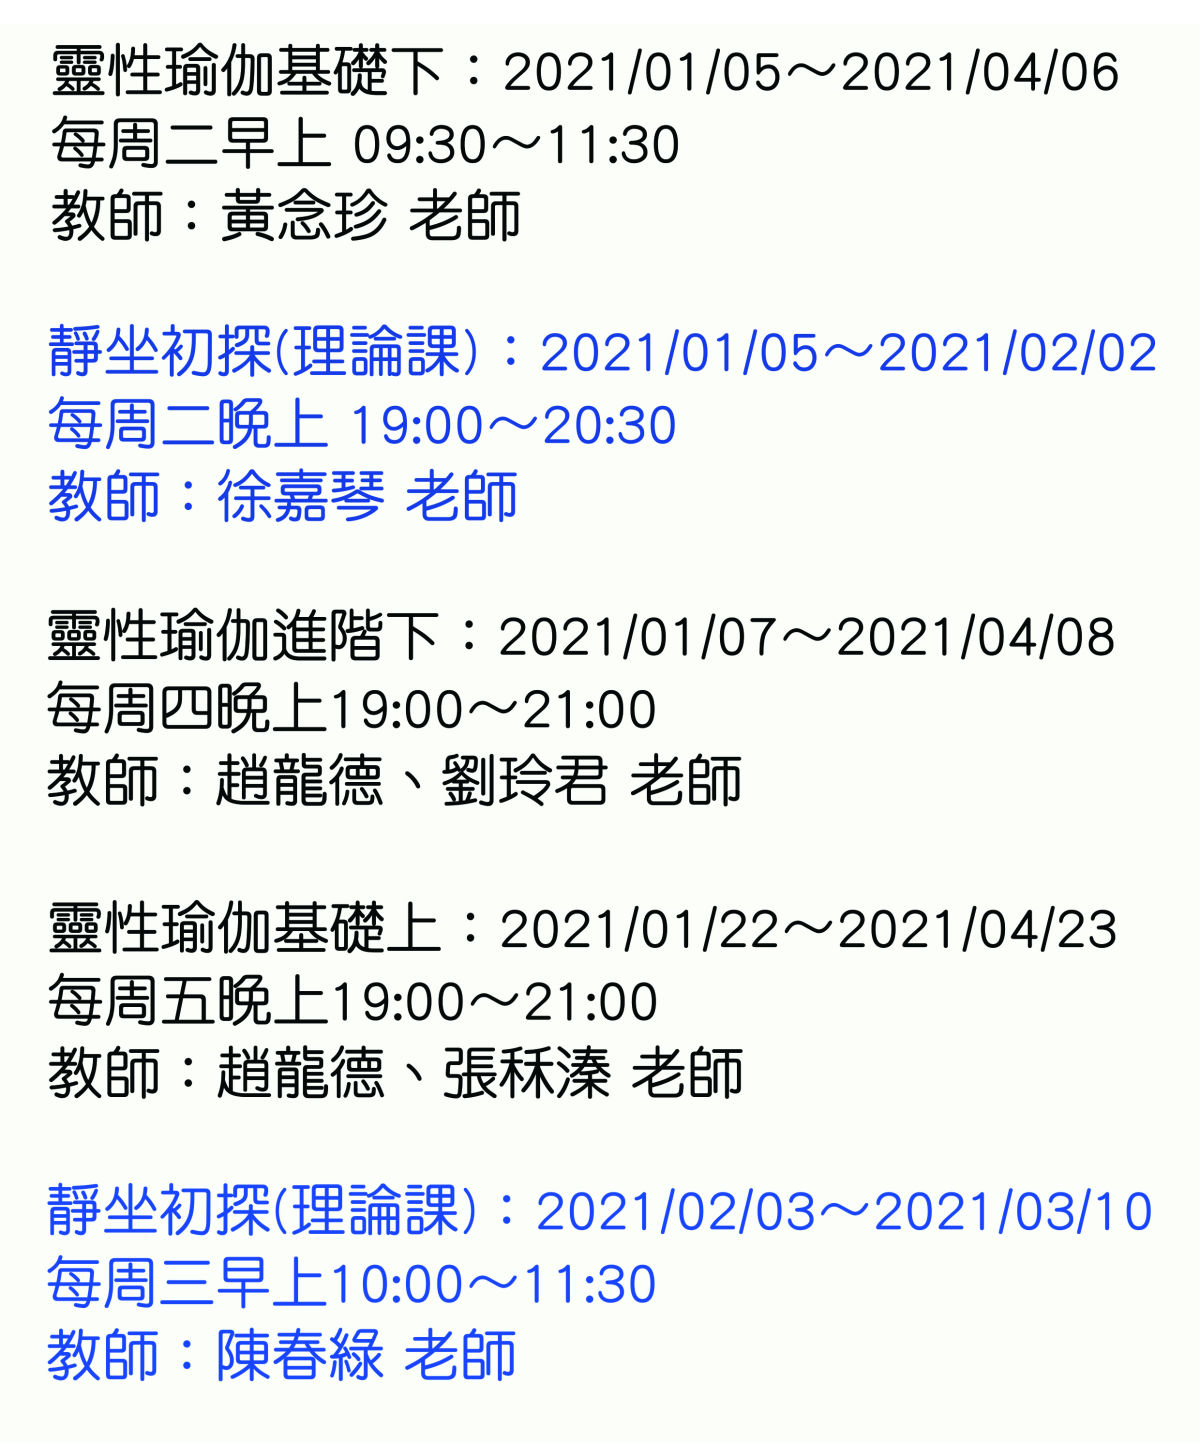 靈性瑜伽基礎下：2021/01/05～2021/04/06
每周二早上 09:30～11:30
教師：黃念珍 老師
靜坐初探(理論課)：2021/01/05～2021/02/02
每周二晚上 19:00～20:30
教師：徐嘉琴 老師
靈性瑜伽進階下：2021/01/07～2021/04/08
每周四晚上19:00～21:00
教師：趙龍德、劉玲君 老師
靈性瑜伽基礎上：2021/01/22～2021/04/23
每周五晚上19:00～21:00
教師：趙龍德、張秝溱 老師
靜坐初探(理論課)：2021/02/03～2021/03/10
每周三早上10:00～11:30
教師：陳春綠 老師